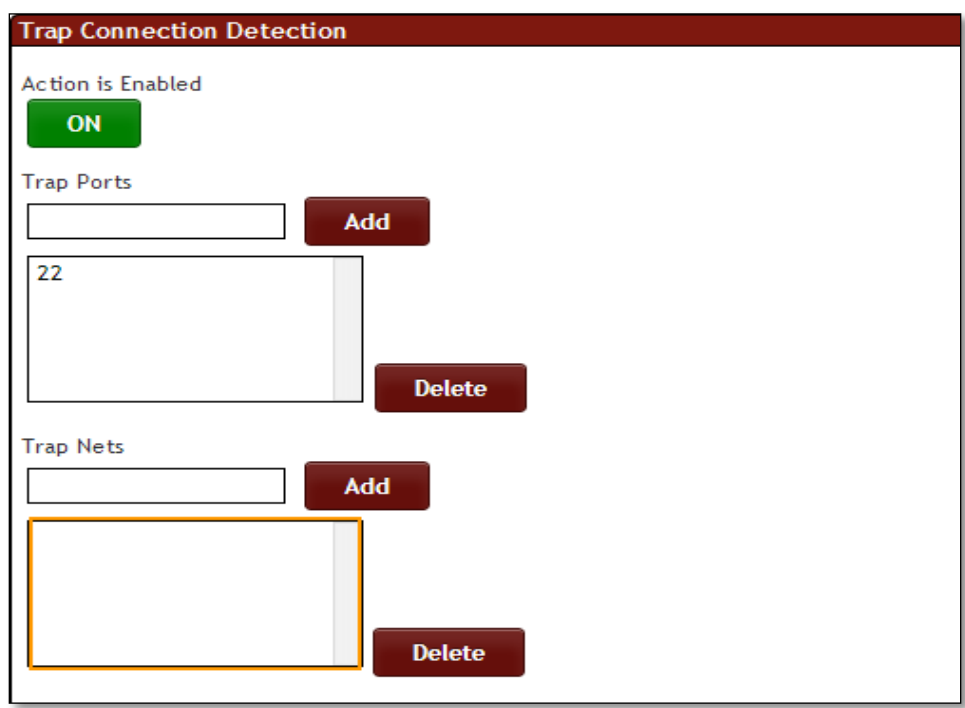 Trap Connection Detection
Action is Enabled
ON
Trap Ports
Add
22
Delete
Trap Nets
Add
Delete